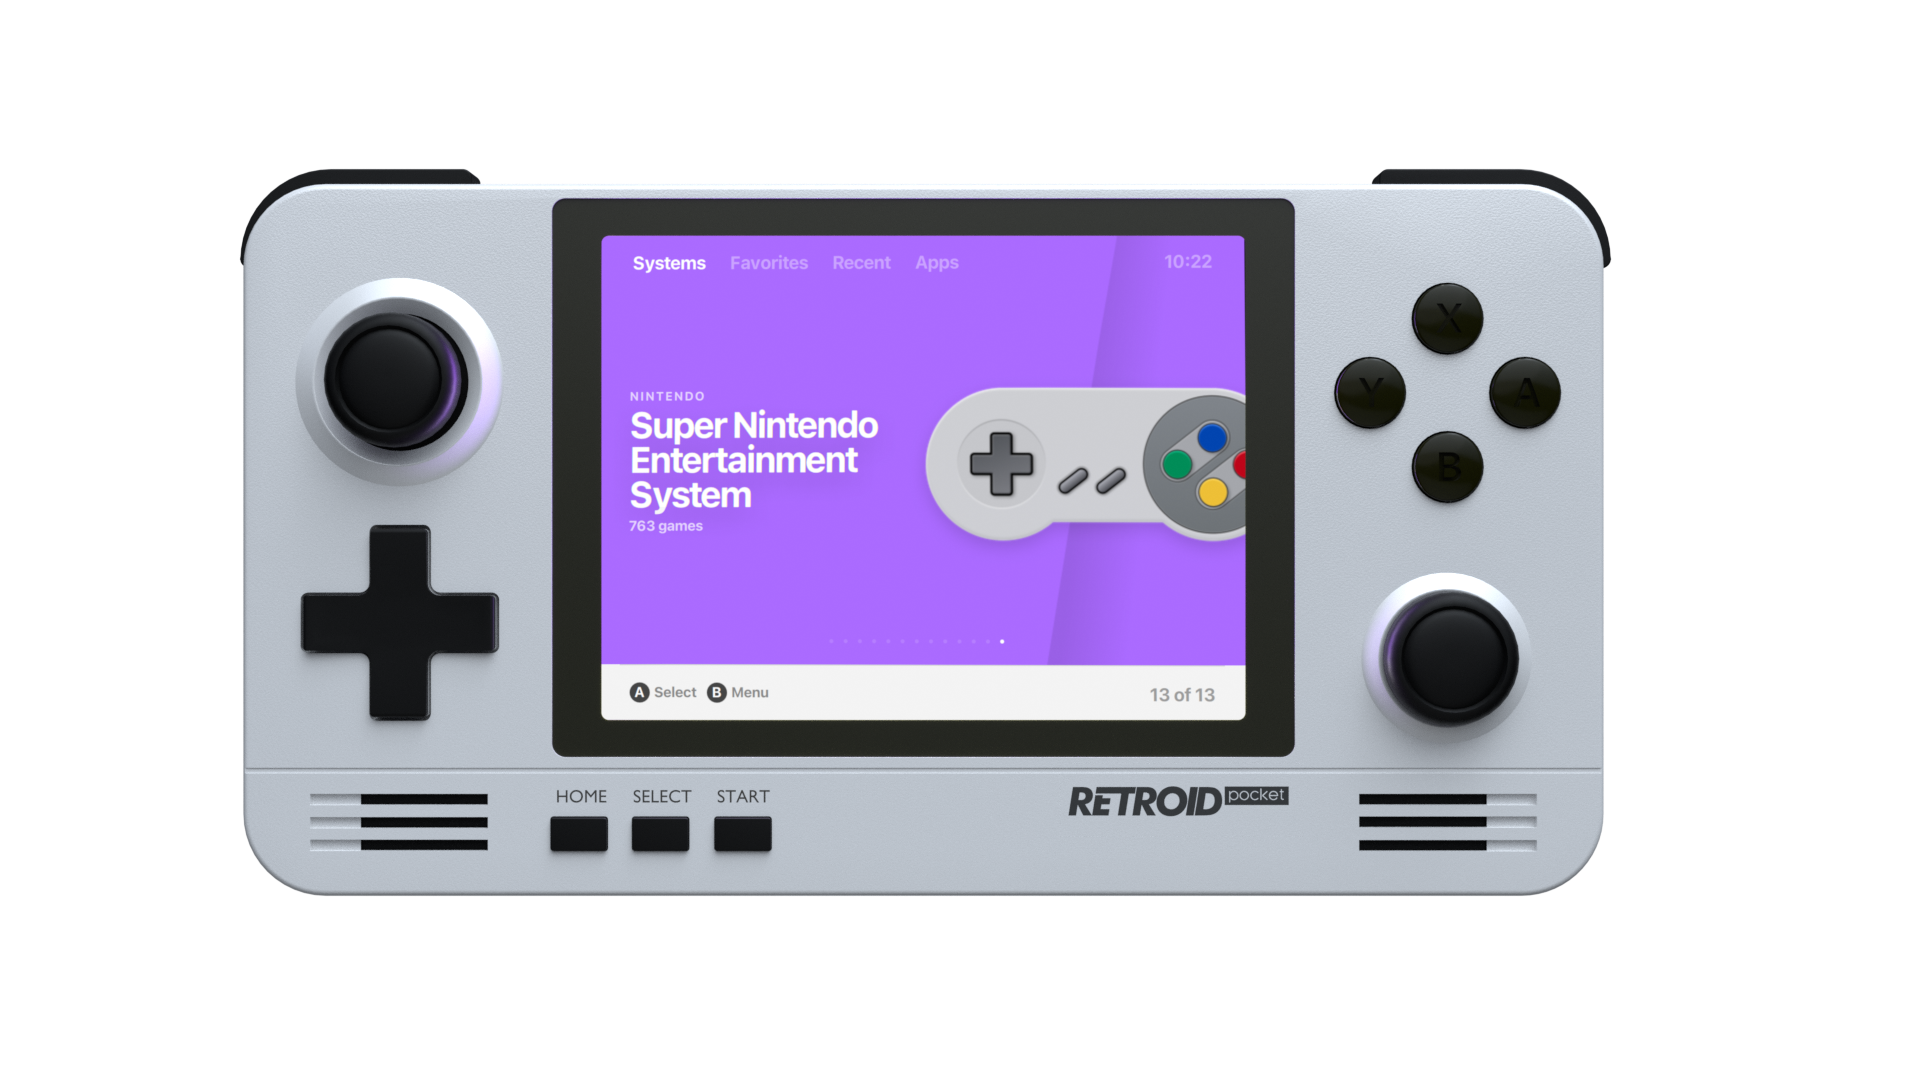 Systems Favorites Recent Apps 10:22
NINTENDO
Super Nintendo
Entertainment
System
763 games
A Select B Menu
13 of 13
X
Y
A
B
HOME SELECT START
RETROID pocket